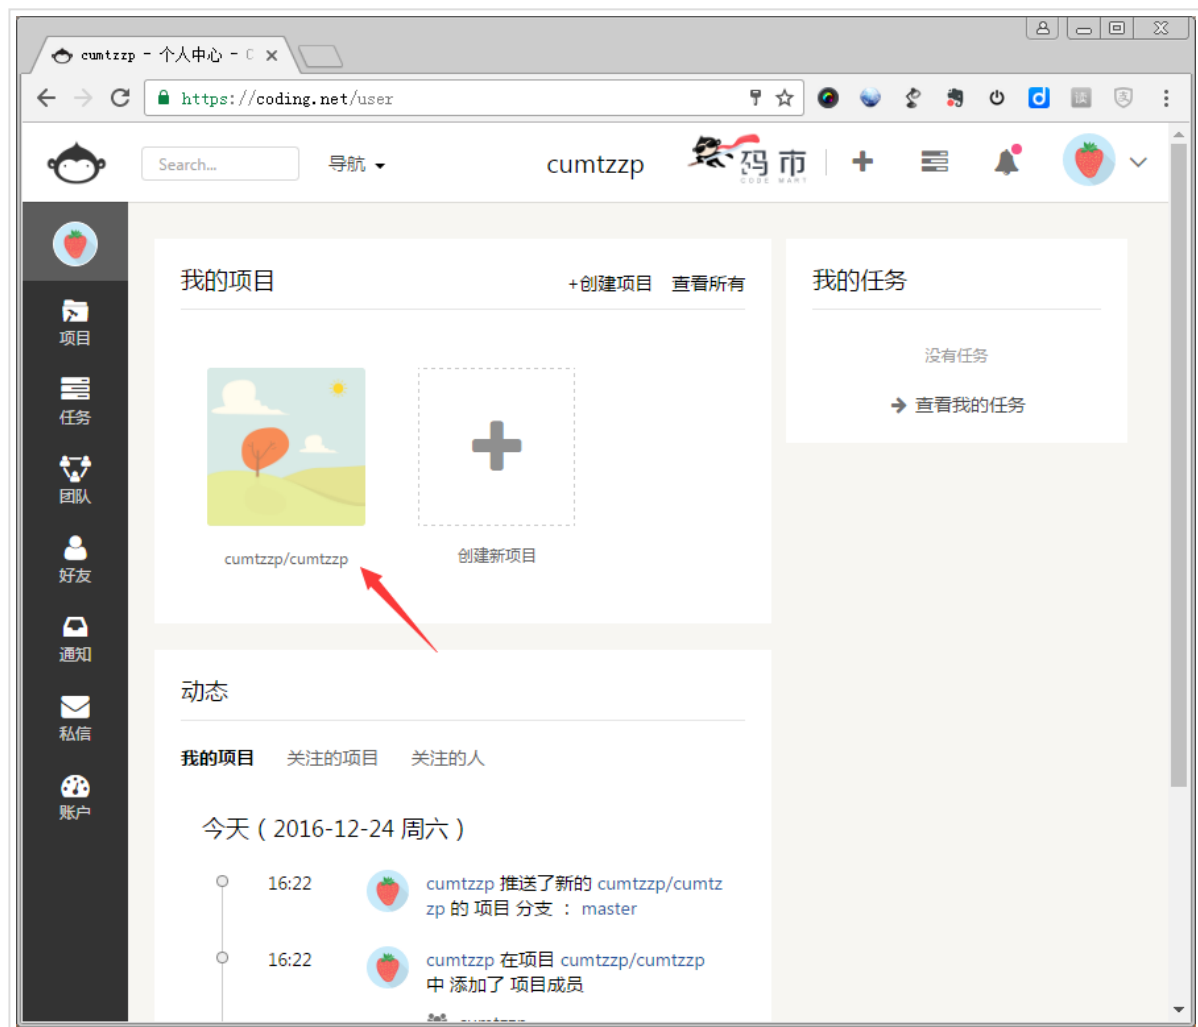 cumtzzp - 个人中心 - C
https://coding.net/user
Search...
导航
cumtzzp
码市
CODE MART
项目
任务
团队
好友
通知
私信
账户
我的项目
+创建项目 查看所有
cumtzzp/cumtzzp
创建新项目
我的任务
没有任务
查看我的任务
动态
我的项目 关注的项目 关注的人
今天 ( 2016-12-24 周六 )
16:22
cumtzzp 推送了新的 cumtzzp/cumtz
zp 的 项目 分支 : master
16:22
cumtzzp 在项目 cumtzzp/cumtzzp
中 添加了 项目成员